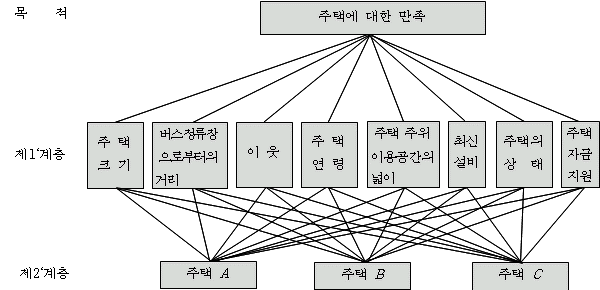 목 적
주택에 대한 만족
제1계층
주 택
크 기
버스정류장
으로부터의
거리
이 웃
주 택
연 령
주택 주위
이용공간의
넓이
최신
설비
주택의
상 태
주택
자금
지원
제2계층
주택 A
주택 B
주택 C